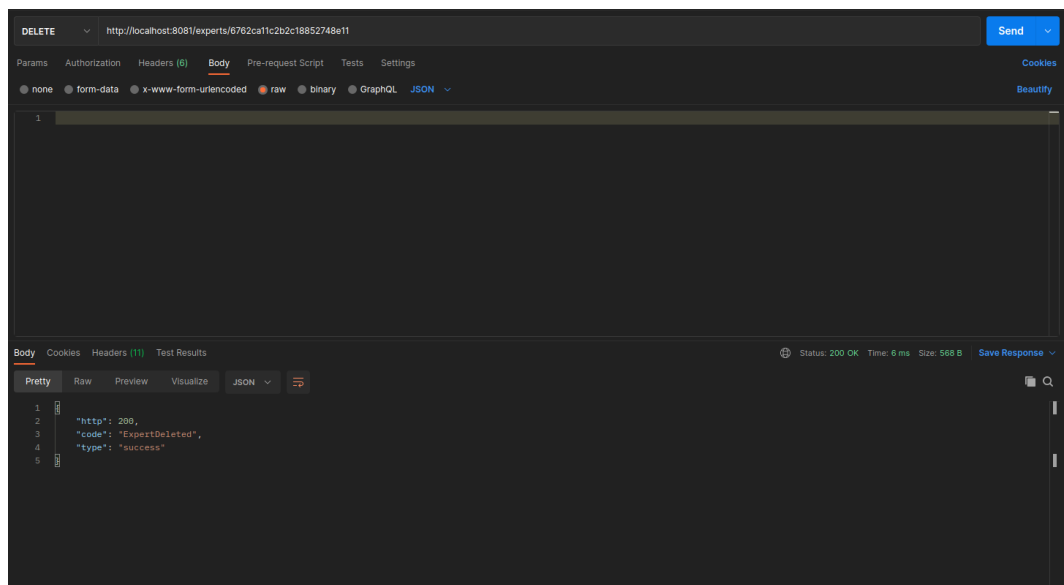 DELETE http://localhost:8081/experts/6762ca11c2b2c18852748e11 Send
Params Authorization Headers (6) Body Pre-request Script Tests Settings Cookies
none form-data x-www-form-urlencoded raw binary GraphQL JSON Beautify
1
Body Cookies Headers (11) Test Results Status: 200 OK Time: 6 ms Size: 568 B Save Response
Pretty Raw Preview Visualize JSON
1 {
2 "http": 200,
3 "code": "ExpertDeleted",
4 "type": "success"
5 }